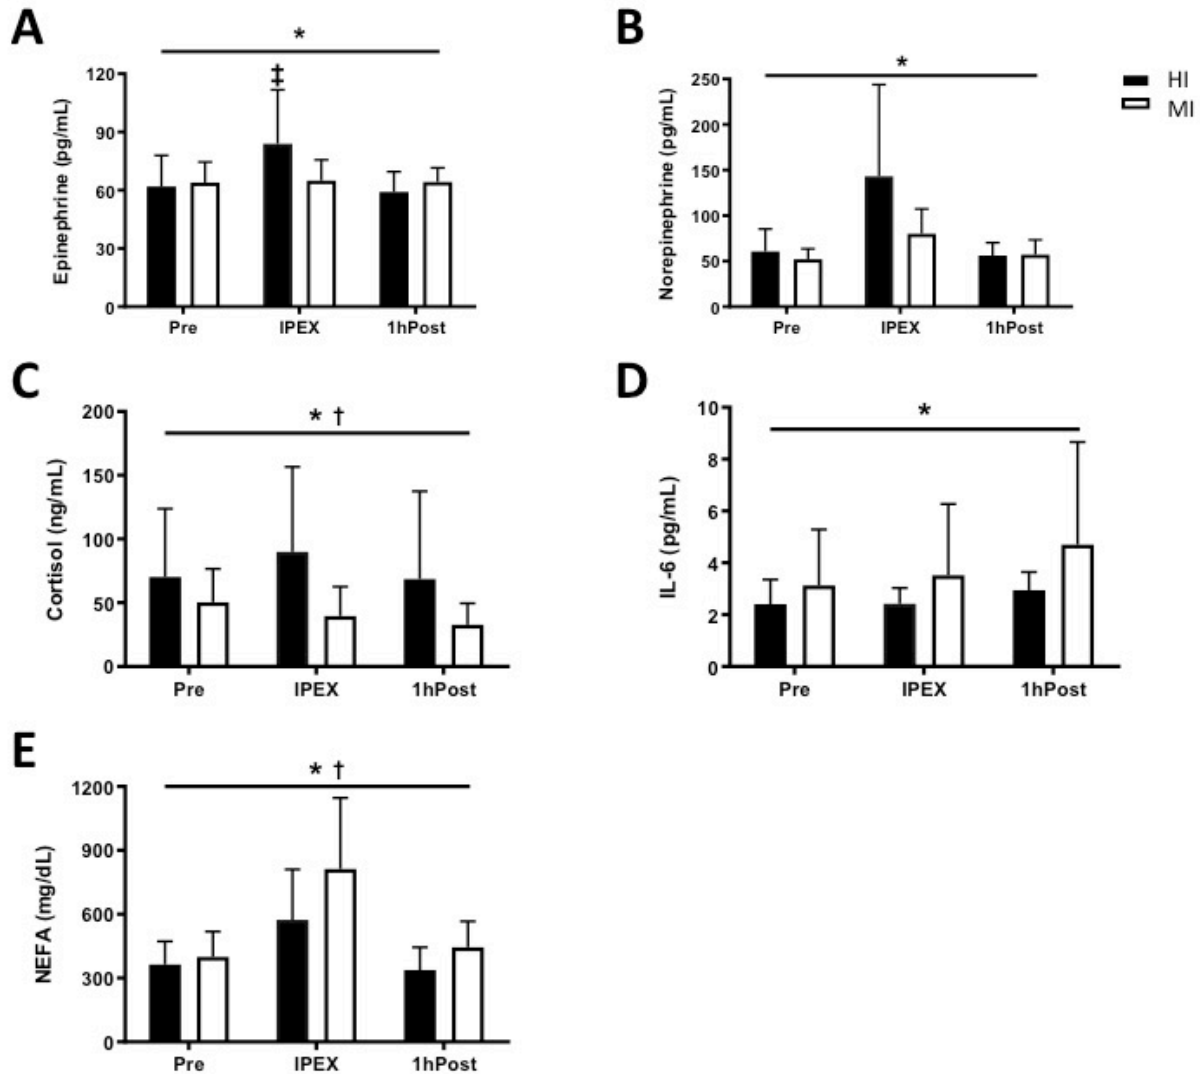 A
*
‡
Epinephrine (pg/mL)
120
90
60
30
0
Pre IPEX 1hPost
B
*
Norepinephrine (pg/mL)
250
200
150
100
50
0
Pre IPEX 1hPost
HI
MI
C
* †
Cortisol (ng/mL)
200
150
100
50
0
Pre IPEX 1hPost
D
*
IL-6 (pg/mL)
10
8
6
4
2
0
Pre IPEX 1hPost
E
* †
NEFA (mg/dL)
1200
900
600
300
0
Pre IPEX 1hPost